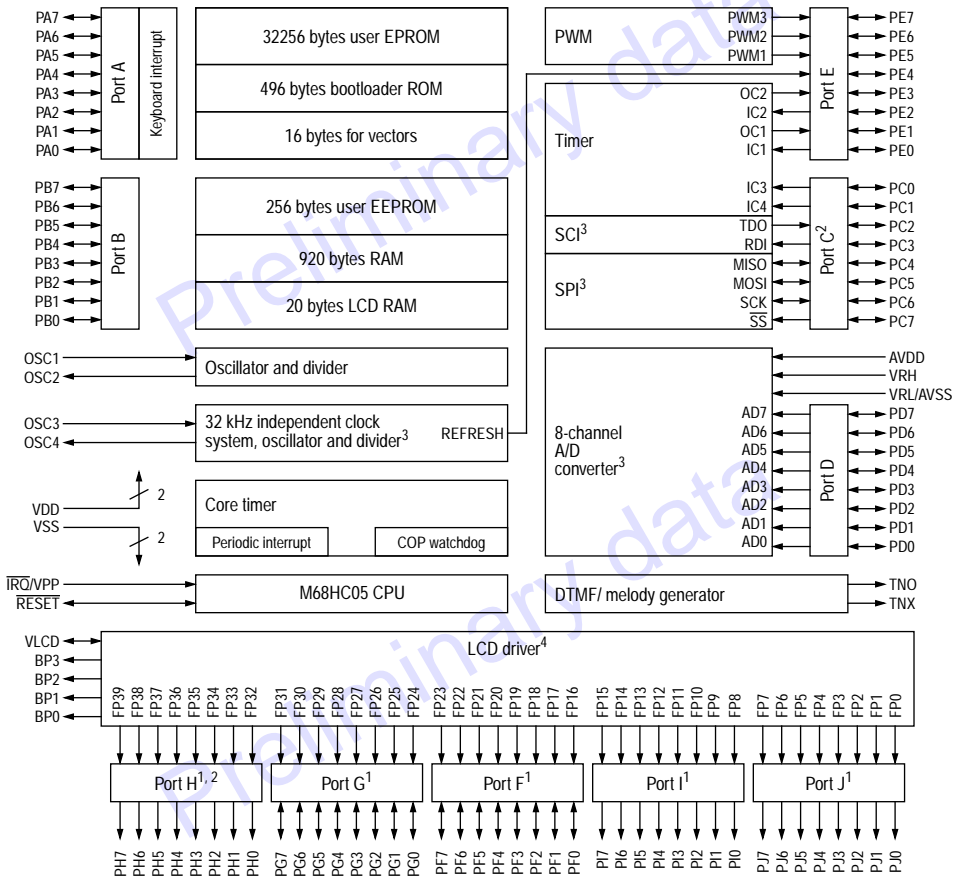 PA7
PA6
PA5
PA4
PA3
PA2
PA1
PA0
Port A
Keyboard interrupt
32256 bytes user EPROM
496 bytes bootloader ROM
16 bytes for vectors
PWM
PWM3
PWM2
PWM1
Timer
OC2
IC2
OC1
IC1
IC3
IC4
Port E
PE7
PE6
PE5
PE4
PE3
PE2
PE1
PE0
PB7
PB6
PB5
PB4
PB3
PB2
PB1
PB0
Port B
256 bytes user EEPROM
920 bytes RAM
20 bytes LCD RAM
SCI3
TDO
RDI
SPI3
MISO
MOSI
SCK
SS
Port C2
PC0
PC1
PC2
PC3
PC4
PC5
PC6
PC7
OSC1
OSC2
Oscillator and divider
OSC3
OSC4
32 kHz independent clock
system, oscillator and divider3
REFRESH
8-channel
A/D
converter3
AD7
AD6
AD5
AD4
AD3
AD2
AD1
AD0
AVDD
VRH
VRL/AVSS
Port D
PD7
PD6
PD5
PD4
PD3
PD2
PD1
PD0
VDD
VSS
2
2
Core timer
Periodic interrupt
COP watchdog
IRQ/VPP
RESET
M68HC05 CPU
DTMF/ melody generator
TNO
TNX
VLCD
BP3
BP2
BP1
BP0
LCD driver4
FP39
FP38
FP37
FP36
FP35
FP34
FP33
FP32
FP31
FP30
FP29
FP28
FP27
FP26
FP25
FP24
FP23
FP22
FP21
FP20
FP19
FP18
FP17
FP16
FP15
FP14
FP13
FP12
FP11
FP10
FP9
FP8
FP7
FP6
FP5
FP4
FP3
FP2
FP1
FP0
Port H1, 2
Port G1
Port F1
Port I1
Port J1
PH7
PH6
PH5
PH4
PH3
PH2
PH1
PH0
PG7
PG6
PG5
PG4
PG3
PG2
PG1
PG0
PF7
PF6
PF5
PF4
PF3
PF2
PF1
PF0
PI7
PI6
PI5
PI4
PI3
PI2
PI1
PI0
PJ7
PJ6
PJ5
PJ4
PJ3
PJ2
PJ1
PJ0
Preliminary data
Preliminary data